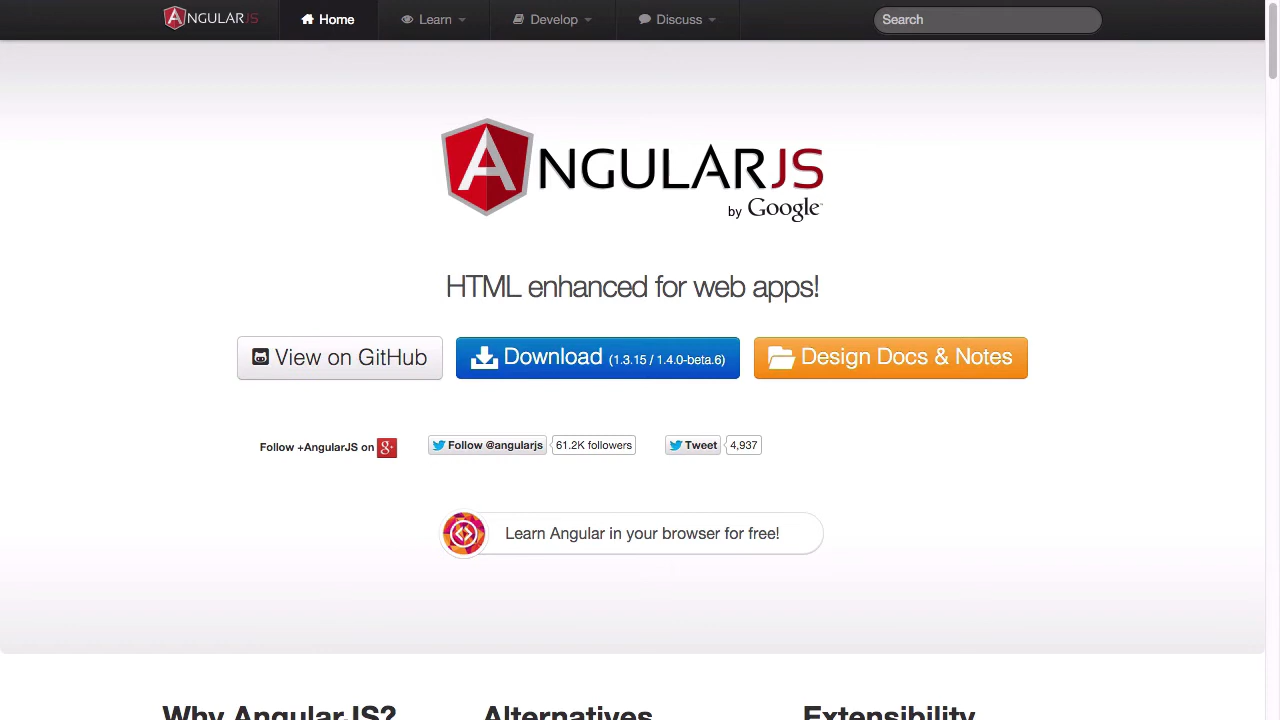 ANGULARJS Home Learn Develop Discuss Search
ANGULARJS
by Google™
HTML enhanced for web apps!
View on GitHub Download (1.3.15 / 1.4.0-beta.6) Design Docs & Notes
Follow +AngularJS on g+ Follow @angularjs 61.2K followers Tweet 4,937
Learn Angular in your browser for free!
Why AngularJS? Alternatives Extensibility